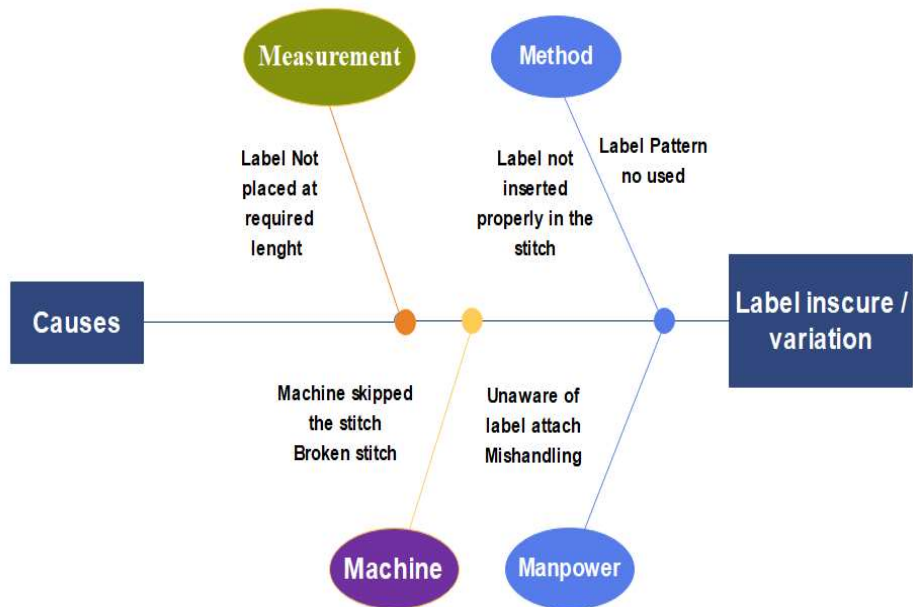 Measurement
Method
Label Not
placed at
required
lenght
Label not
inserted
properly in the
stitch
Label Pattern
no used
Causes
Label inscure /
variation
Machine skipped
the stitch
Broken stitch
Unaware of
label attach
Mishandling
Machine
Manpower